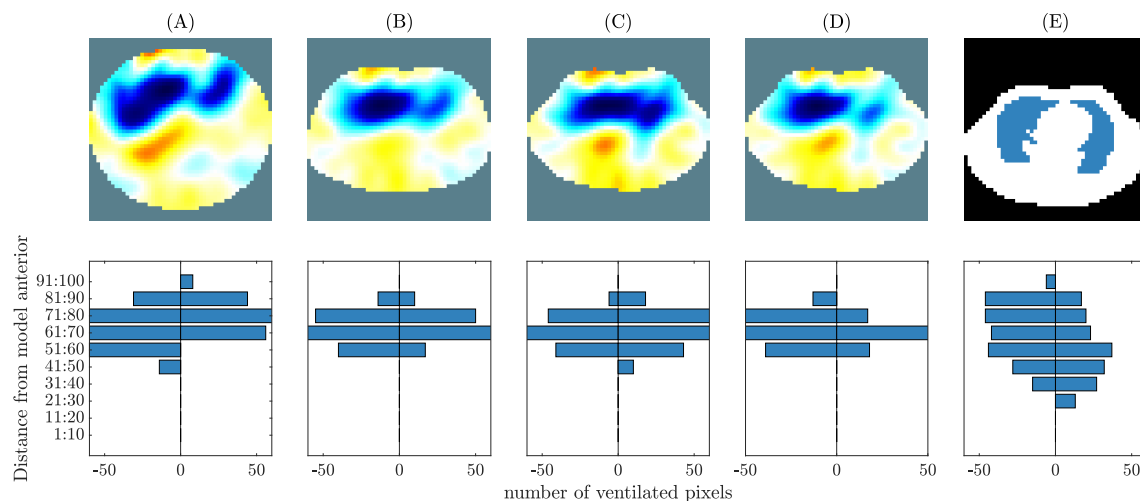 (A) (B) (C) (D) (E)
Distance from model anterior
91:100
81:90
71:80
61:70
51:60
41:50
31:40
21:30
11:20
1:10
-50 0 50 -50 0 50 -50 0 50 -50 0 50 -50 0 50
number of ventilated pixels